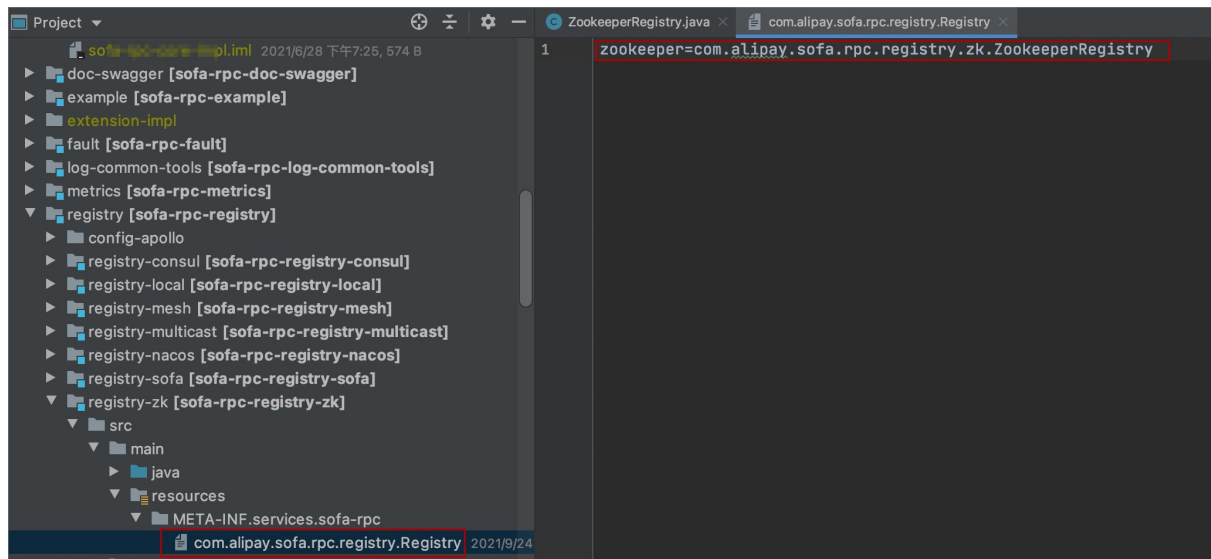 Project
ZookeeperRegistry.java
com.alipay.sofa.rpc.registry.Registry
pl.iml 2021/6/28 下午7:25, 574 B
doc-swagger [sofa-rpc-doc-swagger]
example [sofa-rpc-example]
extension-impl
fault [sofa-rpc-fault]
log-common-tools [sofa-rpc-log-common-tools]
metrics [sofa-rpc-metrics]
registry [sofa-rpc-registry]
config-apollo
registry-consul [sofa-rpc-registry-consul]
registry-local [sofa-rpc-registry-local]
registry-mesh [sofa-rpc-registry-mesh]
registry-multicast [sofa-rpc-registry-multicast]
registry-nacos [sofa-rpc-registry-nacos]
registry-sofa [sofa-rpc-registry-sofa]
registry-zk [sofa-rpc-registry-zk]
src
main
java
resources
META-INF.services.sofa-rpc
com.alipay.sofa.rpc.registry.Registry 2021/9/24
1 zookeeper=com.alipay.sofa.rpc.registry.zk.ZookeeperRegistry